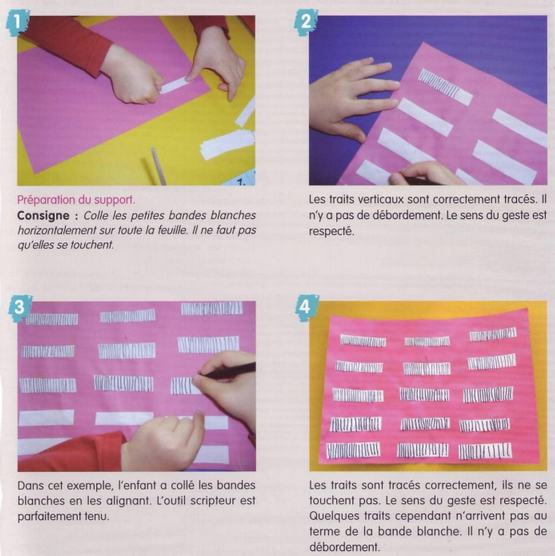 1
Préparation du support.
Consigne : Colle les petites bandes blanches
horizontalement sur toute la feuille. Il ne faut pas
qu'elles se touchent.
2
Les traits verticaux sont correctement tracés. Il
n'y a pas de débordement. Le sens du geste est
respecté.
3
Dans cet exemple, l'enfant a collé les bandes
blanches en les alignant. L'outil scripteur est
parfaitement tenu.
4
Les traits sont tracés correctement, ils ne se
touchent pas. Le sens du geste est respecté.
Quelques traits cependant n'arrivent pas au
terme de la bande blanche. Il n'y a pas de
débordement.